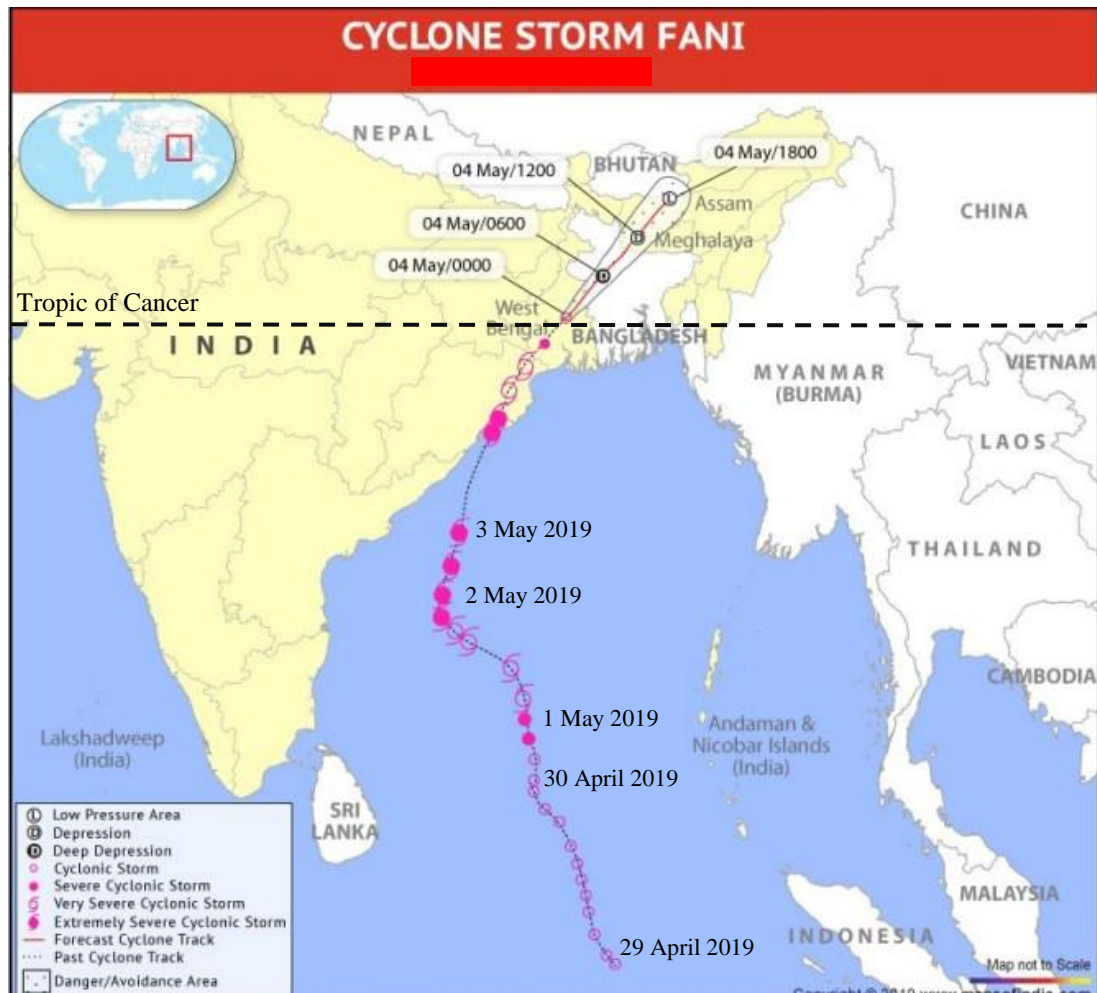 CYCLONE STORM FANI
NEPAL
BHUTAN
04 May/1800
04 May/1200
Assam
CHINA
04 May/0600
Meghalaya
04 May/0000
Tropic of Cancer
West
Bengal
BANGLADESH
INDIA
MYANMAR
(BURMA)
VIETNAM
LAOS
3 May 2019
THAILAND
2 May 2019
CAMBODIA
1 May 2019
Andaman &
Nicobar Islands
(India)
Lakshadweep
(India)
30 April 2019
SRI
LANKA
MALAYSIA
29 April 2019
INDONESIA
L Low Pressure Area
D Depression
D Deep Depression
Cyclonic Storm
Severe Cyclonic Storm
Very Severe Cyclonic Storm
Extremely Severe Cyclonic Storm
Forecast Cyclone Track
Past Cyclone Track
Danger/Avoidance Area
L
D
D
Map not to Scale